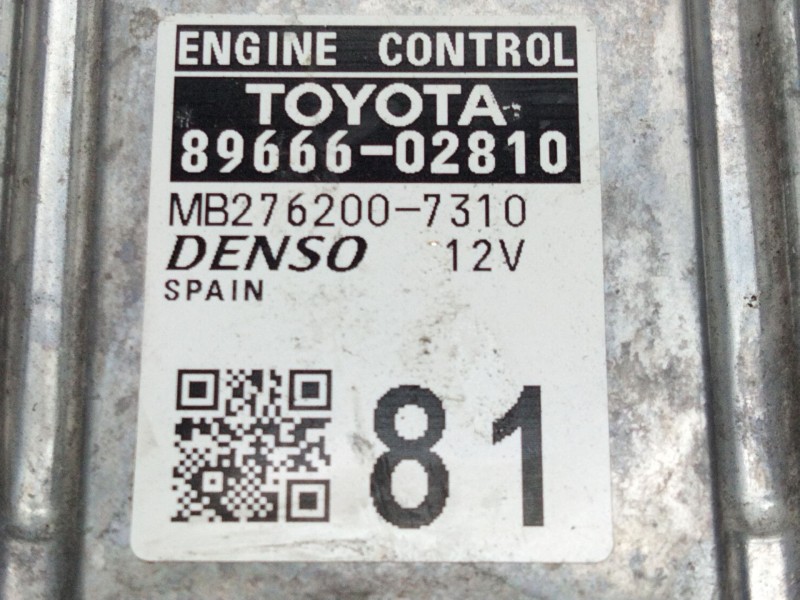 ENGINE CONTROL
TOYOTA
89666-02810
MB276200-7310
DENSO 12V
SPAIN
81